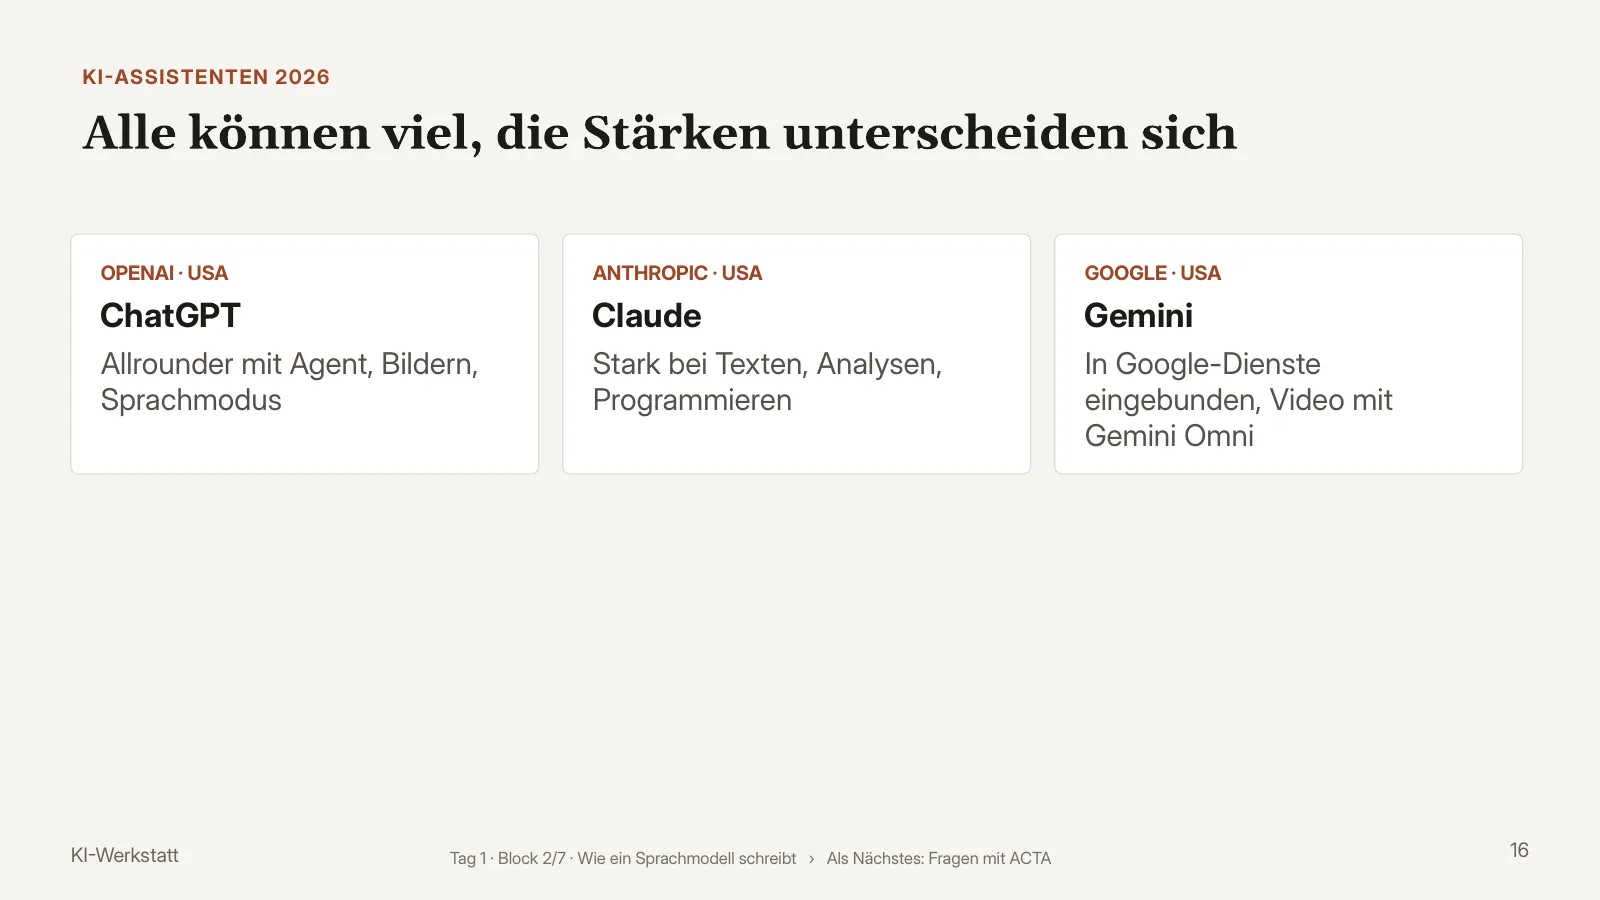 KI-ASSISTENTEN 2026
Alle können viel, die Stärken unterscheiden sich
OPENAI · USA
ChatGPT
Allrounder mit Agent, Bildern,
Sprachmodus
ANTHROPIC · USA
Claude
Stark bei Texten, Analysen,
Programmieren
GOOGLE · USA
Gemini
In Google-Dienste
eingebunden, Video mit
Gemini Omni
KI-Werkstatt
Tag 1 · Block 2/7 · Wie ein Sprachmodell schreibt › Als Nächstes: Fragen mit ACTA
16